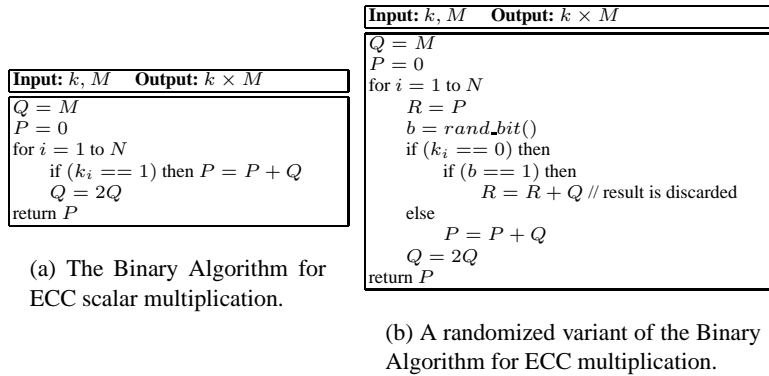 Input: k, M Output: k × M
Q = M
P = 0
for i = 1 to N
if (k_i == 1) then P = P + Q
Q = 2Q
return P
(a) The Binary Algorithm for
ECC scalar multiplication.
Input: k, M Output: k × M
Q = M
P = 0
for i = 1 to N
R = P
b = rand_bit()
if (k_i == 0) then
if (b == 1) then
R = R + Q // result is discarded
else
P = P + Q
Q = 2Q
return P
(b) A randomized variant of the Binary
Algorithm for ECC multiplication.